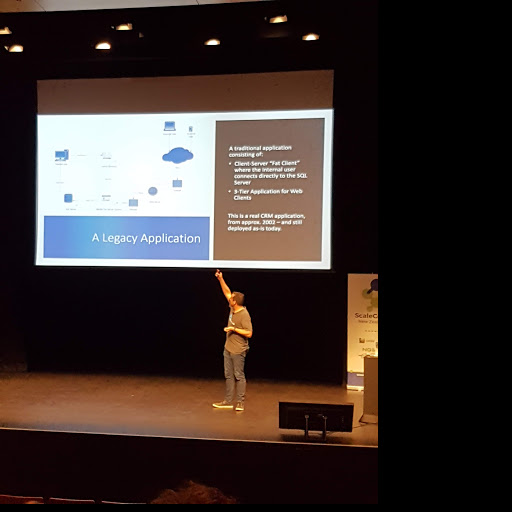 A traditional application
consisting of:
• Client-Server "Fat Client"
where the internal user
connects directly to the SQL
Server
• 3-Tier Application for Web
Clients
This is a real CRM application,
from approx. 2002 – and still
deployed as-is today.
A Legacy Application
ScaleC